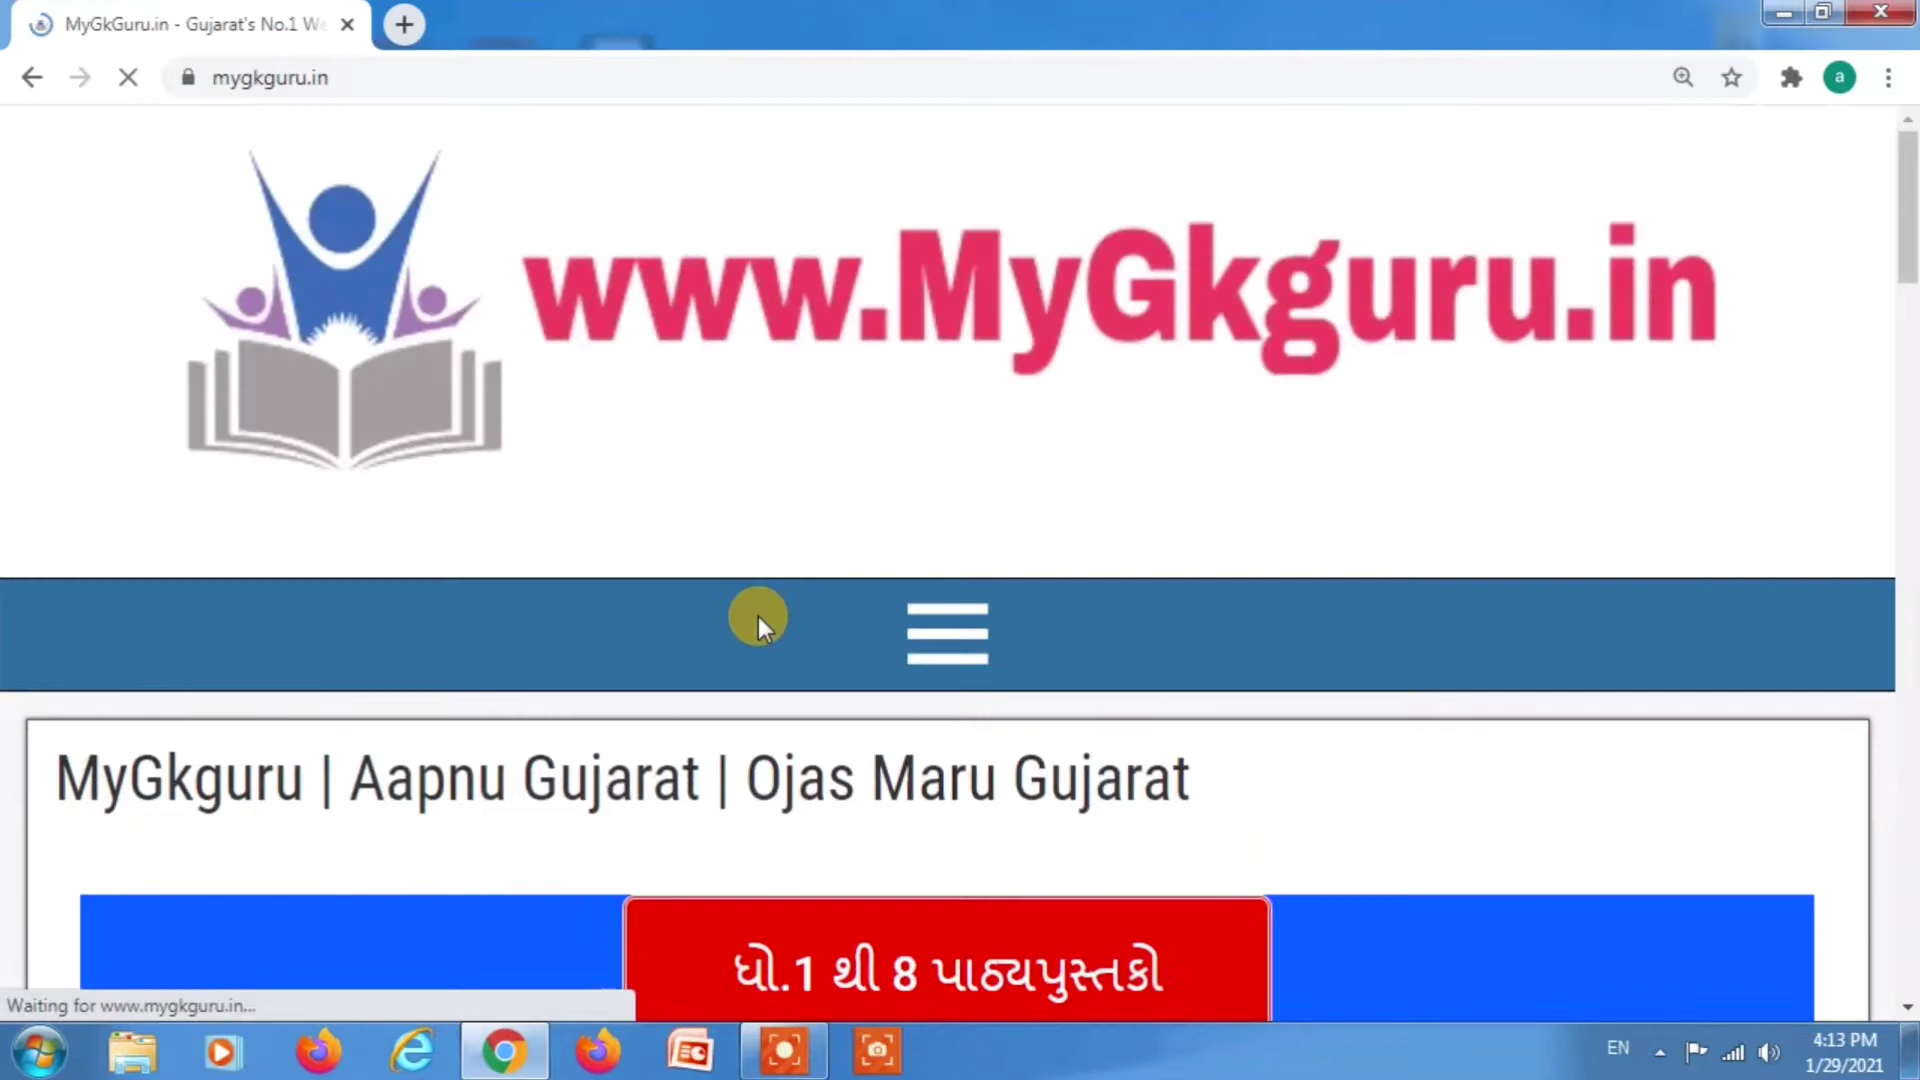 MyGkGuru.in - Gujarat's No.1 We
mygkguru.in
a
www.MyGkguru.in
MyGkguru | Aapnu Gujarat | Ojas Maru Gujarat
ધો.1 થી 8 પાઠ્યપુસ્તકો
Waiting for www.mygkguru.in...
EN
4:13 PM
1/29/2021